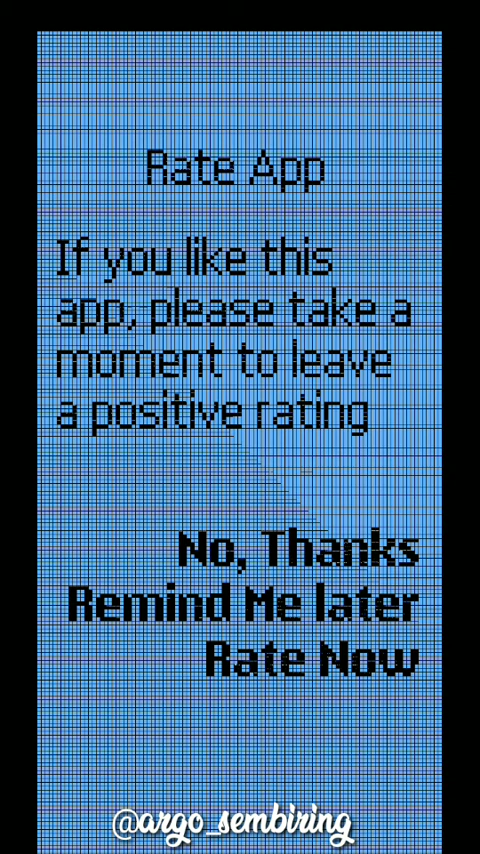 Rate App
If you like this
app, please take a
moment to leave
a positive rating
No, Thanks
Remind Me later
Rate Now
@argo_sembiring